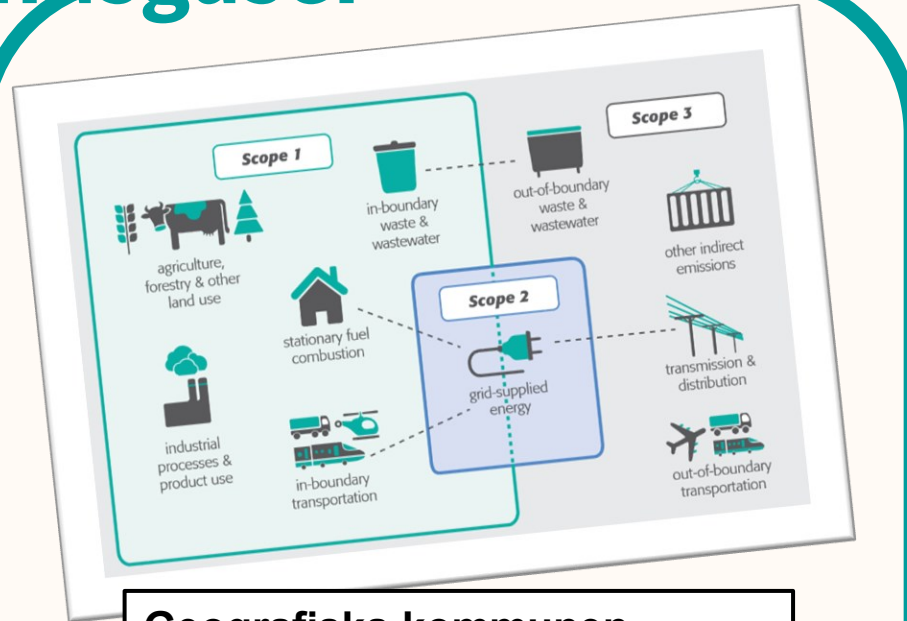 Scope 1
Scope 3
in-boundary
waste &
wastewater
out-of-boundary
waste &
wastewater
agriculture,
forestry & other
land use
other indirect
emissions
stationary fuel
combustion
Scope 2
grid-supplied
energy
transmission &
distribution
industrial
processes &
product use
in-boundary
transportation
out-of-boundary
transportation